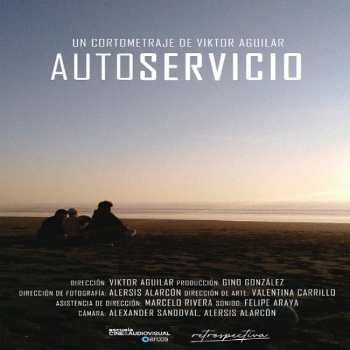 UN CORTOMETRAJE DE VIKTOR AGUILAR
AUTOSERVICIO
DIRECCIÓN: VIKTOR AGUILAR PRODUCCIÓN: GINO GONZÁLEZ
DIRECCIÓN DE FOTOGRAFÍA: ALERSIS ALARCÓN DIRECCIÓN DE ARTE: VALENTINA CARRILLO
ASISTENCIA DE DIRECCIÓN: MARCELO RIVERA SONIDO: FELIPE ARAYA
CÁMARA: ALEXANDER SANDOVAL, ALERSIS ALARCÓN
escuela
CINE&AUDIOVISUAL
arcos
retrospectiva